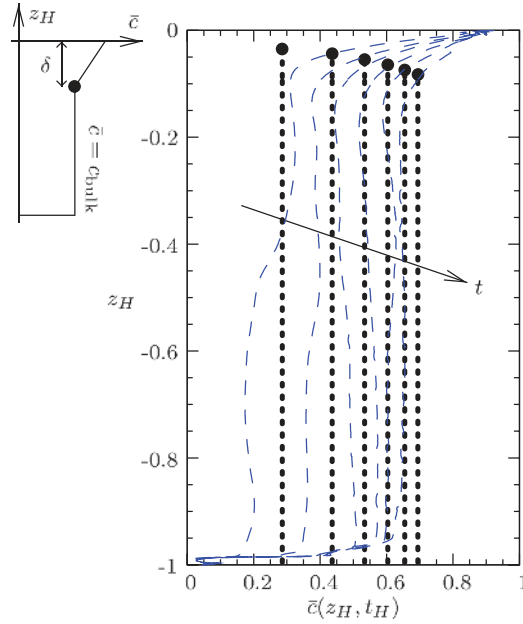 z_H
c̄
δ
c̄ = c_bulk
0
-0.2
-0.4
z_H
-0.6
-0.8
-1
t
0 0.2 0.4 0.6 0.8 1
c̄(z_H, t_H)